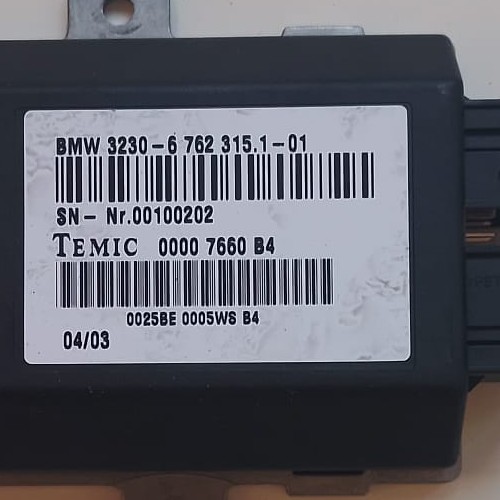 BMW 3230-6 762 315.1-01
SN- Nr.00100202
TEMIC 0000 7660 B4
0025BE 0005WS B4
04/03